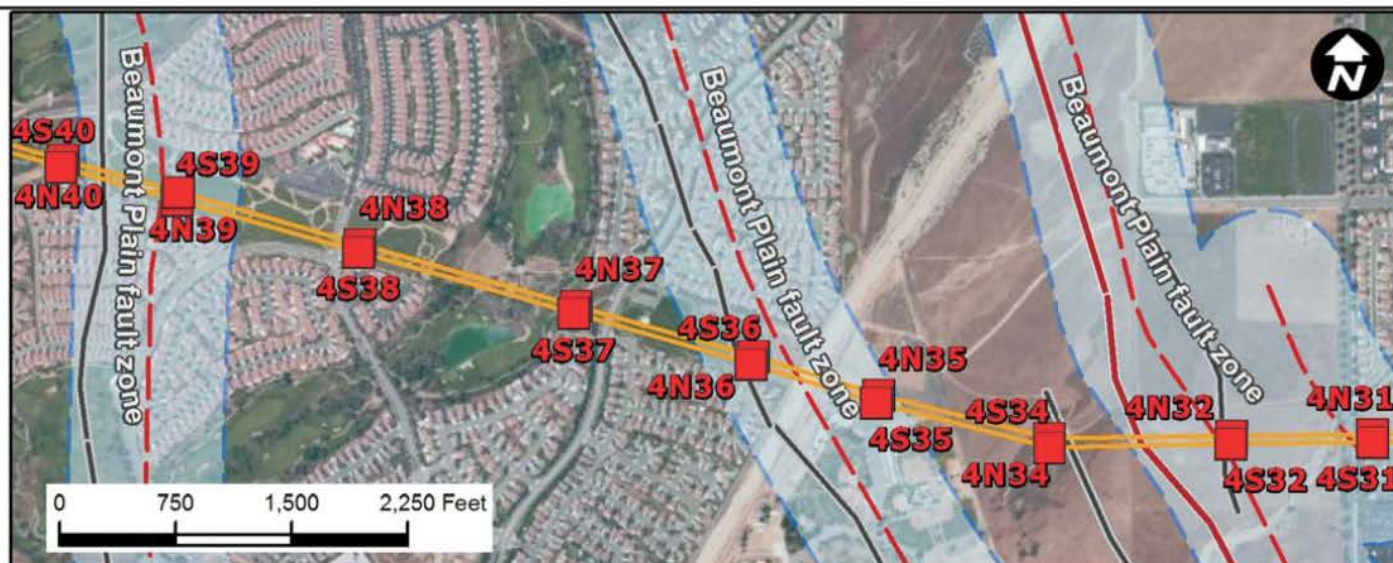 N
Beaumont Plain fault zone
Beaumont Plain fault zone
Beaumont Plain fault zone
4S40
4N40
4S39
4N39
4N38
4S38
4N37
4S37
4S36
4N36
4N35
4S35
4S34
4N34
4N32
4S32
4N31
4S31
0 750 1,500 2,250 Feet